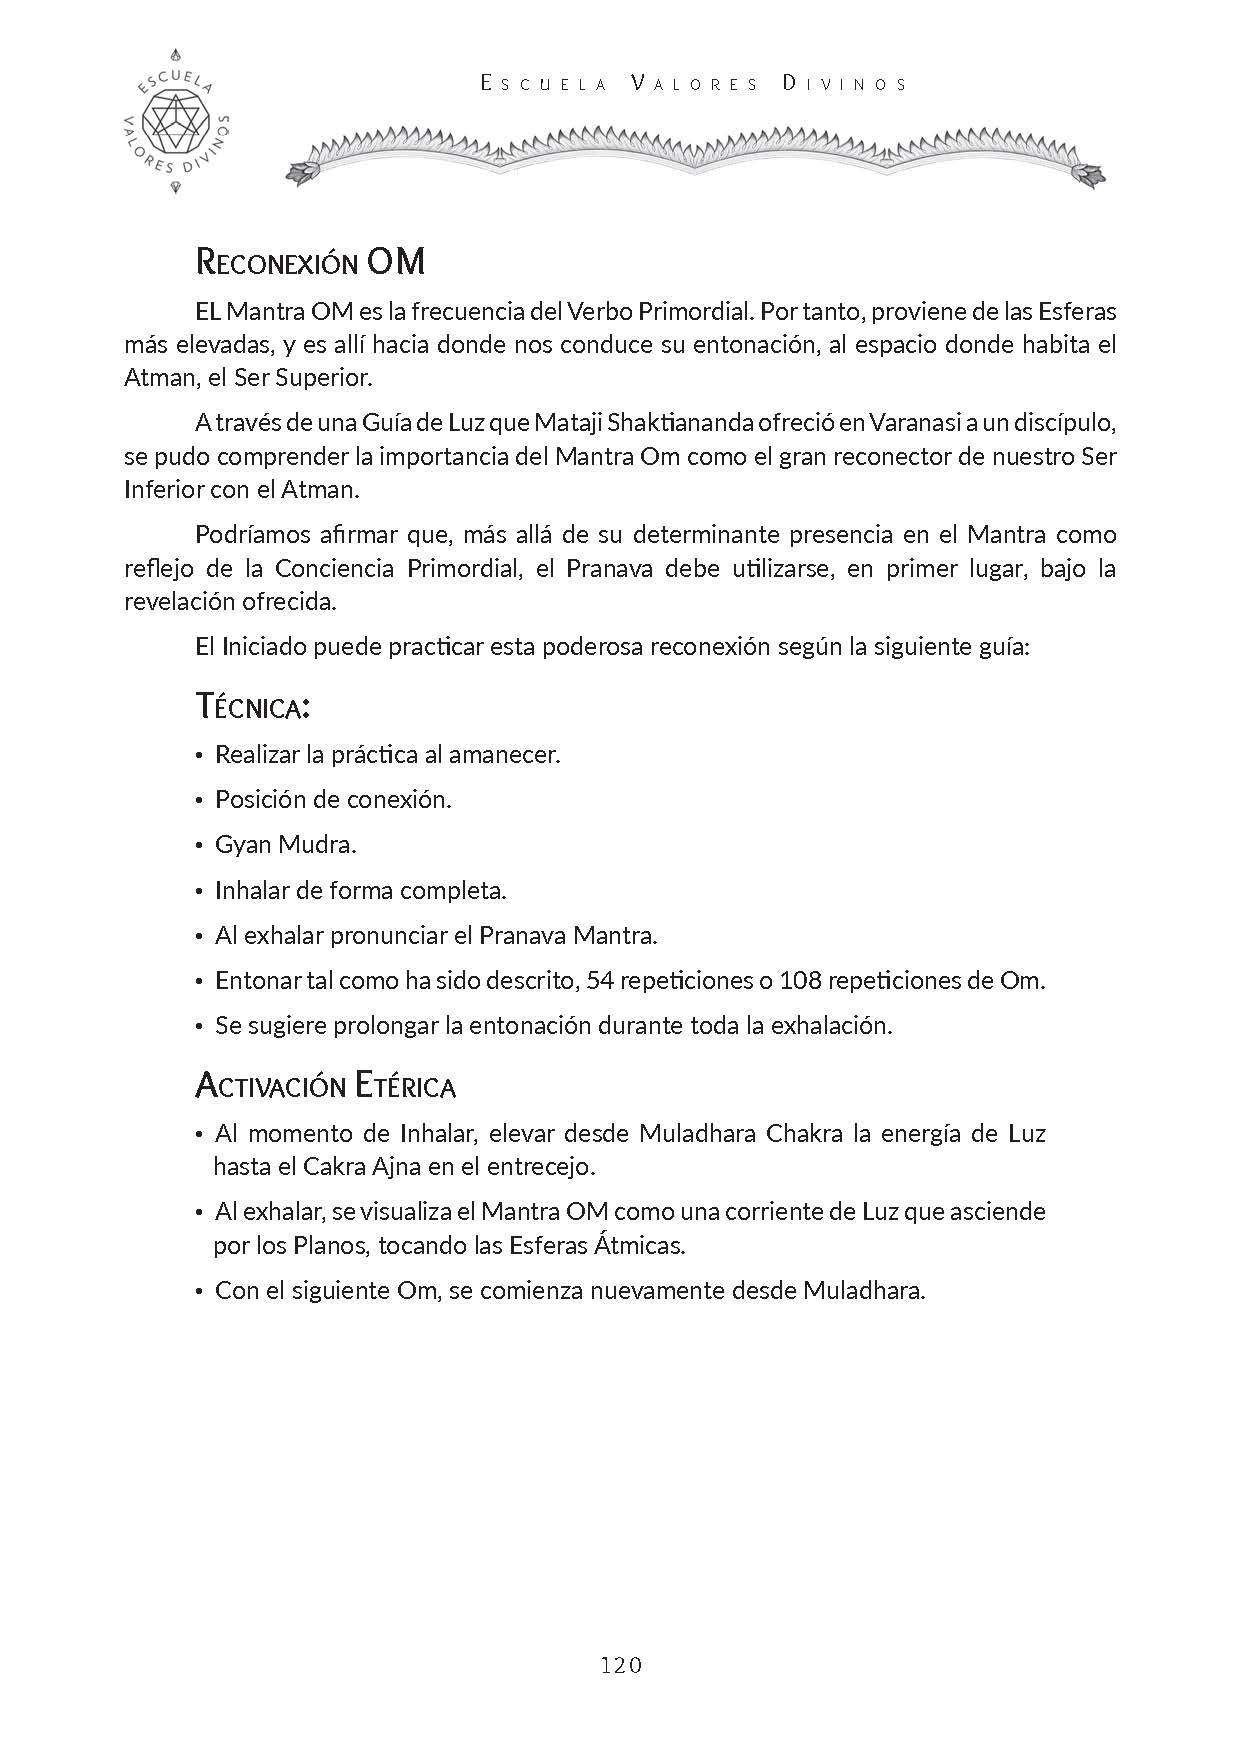 ESCUELA
VALORES DIVINOS
Escuela Valores Divinos
Reconexión OM
EL Mantra OM es la frecuencia del Verbo Primordial. Por tanto, proviene de las Esferas
más elevadas, y es allí hacia donde nos conduce su entonación, al espacio donde habita el
Atman, el Ser Superior.
A través de una Guía de Luz que Mataji Shaktiananda ofreció en Varanasi a un discípulo,
se pudo comprender la importancia del Mantra Om como el gran reconector de nuestro Ser
Inferior con el Atman.
Podríamos afirmar que, más allá de su determinante presencia en el Mantra como
reflejo de la Conciencia Primordial, el Pranava debe utilizarse, en primer lugar, bajo la
revelación ofrecida.
El Iniciado puede practicar esta poderosa reconexión según la siguiente guía:
Técnica:
• Realizar la práctica al amanecer.
• Posición de conexión.
• Gyan Mudra.
• Inhalar de forma completa.
• Al exhalar pronunciar el Pranava Mantra.
• Entonar tal como ha sido descrito, 54 repeticiones o 108 repeticiones de Om.
• Se sugiere prolongar la entonación durante toda la exhalación.
Activación Etérica
• Al momento de Inhalar, elevar desde Muladhara Chakra la energía de Luz
hasta el Cakra Ajna en el entrecejo.
• Al exhalar, se visualiza el Mantra OM como una corriente de Luz que asciende
por los Planos, tocando las Esferas Átmicas.
• Con el siguiente Om, se comienza nuevamente desde Muladhara.
120